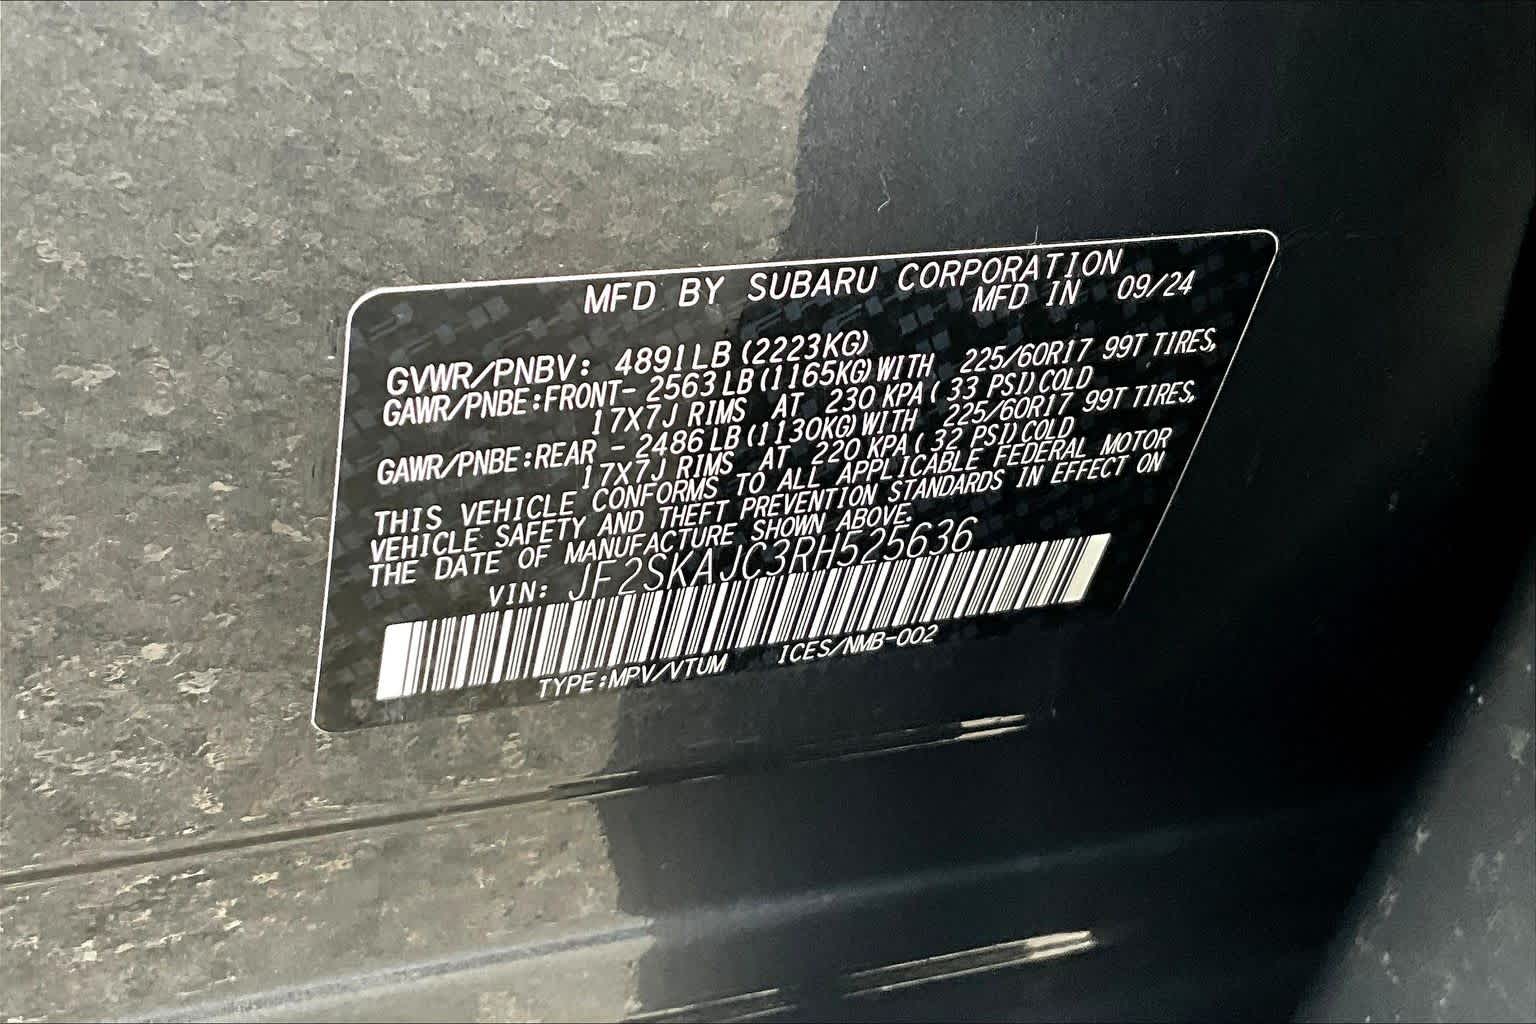 MFD BY SUBARU CORPORATION
MFD IN 09/24
GVWR/PNBV: 4891LB (2223KG)
GAWR/PNBE:FRONT- 2563LB(1165KG)WITH 225/60R17 99T TIRES,
17X7J RIMS AT 230 KPA( 33 PSI)COLD
GAWR/PNBE:REAR - 2486LB(1130KG)WITH 225/60R17 99T TIRES,
17X7J RIMS AT 220 KPA( 32 PSI)COLD
THIS VEHICLE CONFORMS TO ALL APPLICABLE FEDERAL MOTOR
VEHICLE SAFETY AND THEFT PREVENTION STANDARDS IN EFFECT ON
THE DATE OF MANUFACTURE SHOWN ABOVE.
VIN: JF2SKAJC3RH525636
TYPE:MPV/VTUM ICES/NMB-002